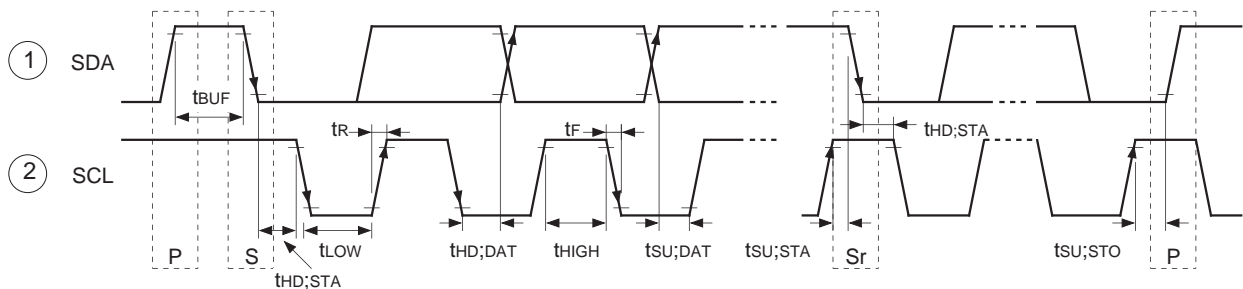 1 SDA
tBUF
tR
tF
tHD;STA
2 SCL
P
S
tLOW
tHD;DAT
tHIGH
tSU;DAT
tSU;STA
Sr
tSU;STO
P
tHD;STA